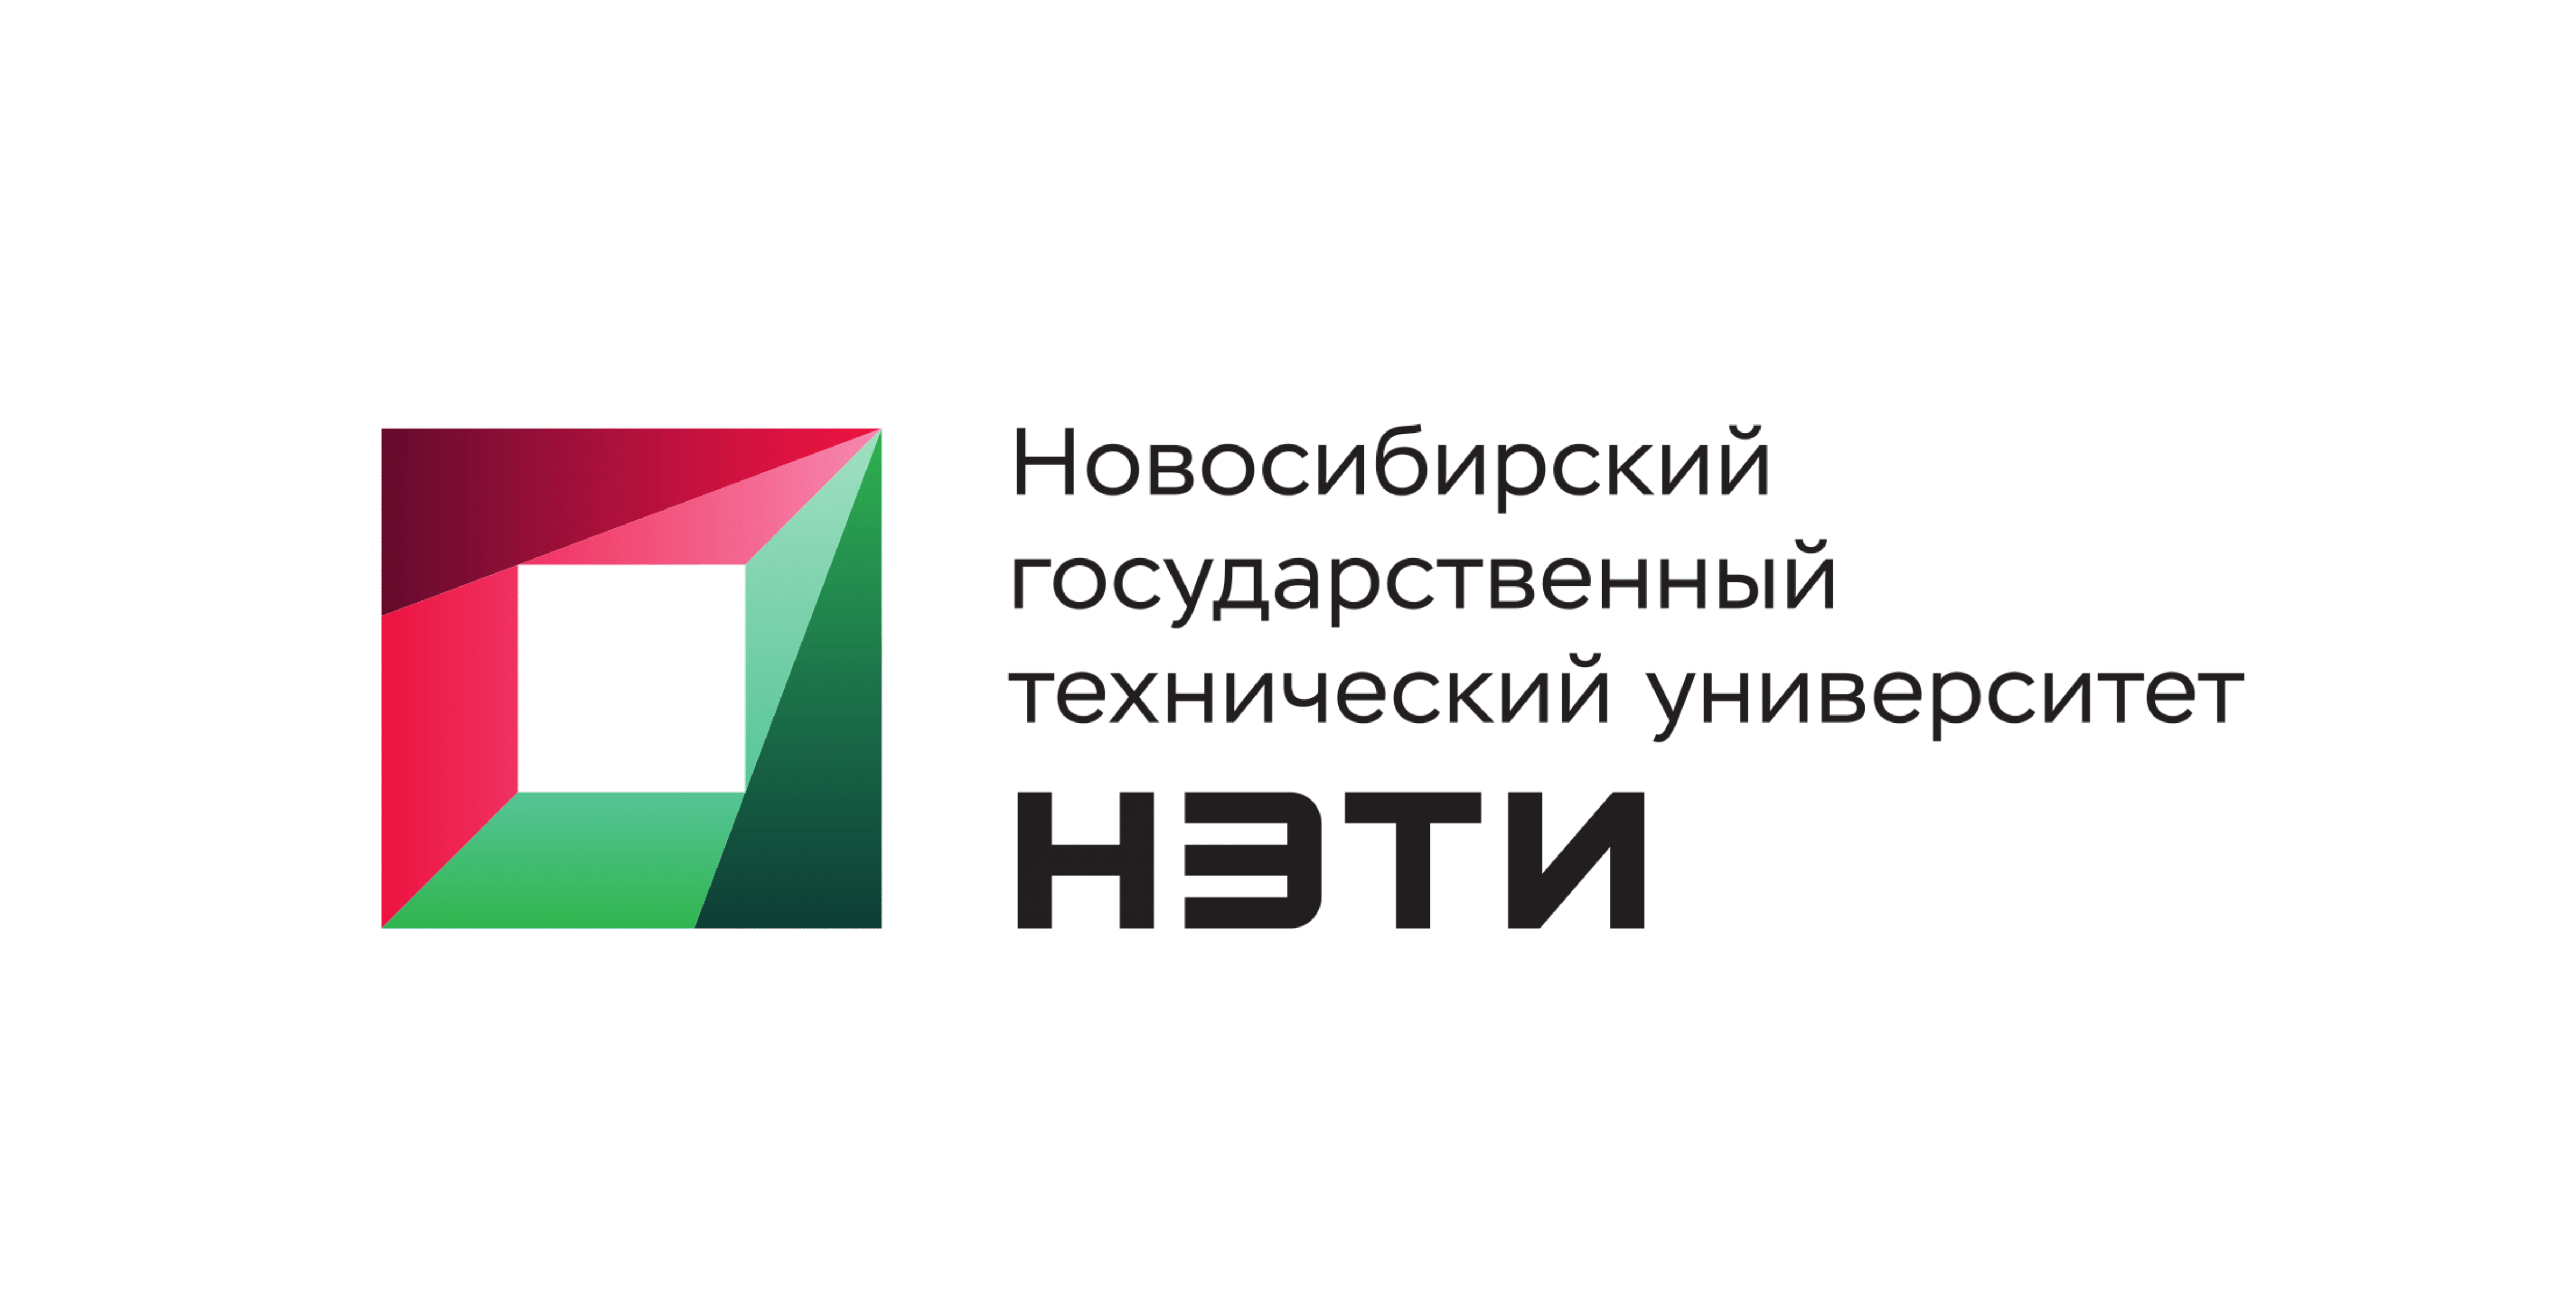 Новосибирский
государственный
технический университет
НЭТИ